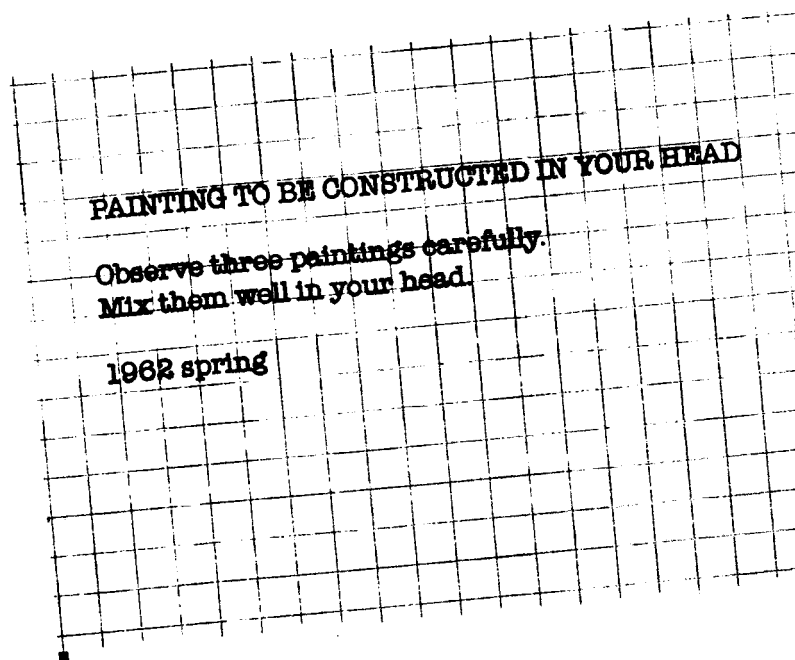 PAINTING TO BE CONSTRUCTED IN YOUR HEAD
Observe three paintings carefully.
Mix them well in your head.
1962 spring